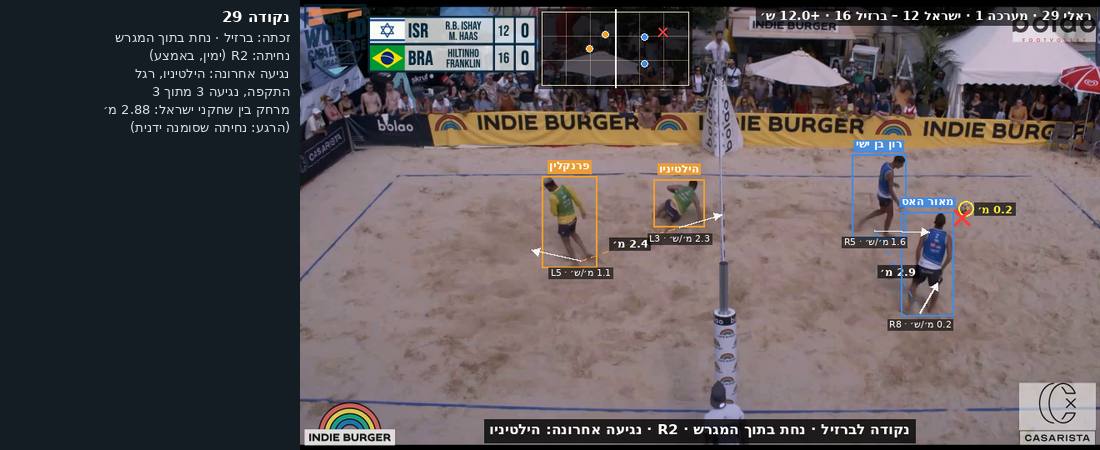 נקודה 29
זכתה: ברזיל · נחת בתוך המגרש
נחיתה: R2 (ימין, באמצע)
נגיעה אחרונה: הילטיניו, רגל
התקפה, נגיעה 3 מתוך 3
מרחק בין שחקני ישראל: 2.88 מ׳
(הרגע: נחיתה שסומנה ידנית)
ראלי 29 · מערכה 1 · ישראל 12 – ברזיל 16 · +12.0 ש׳
bolao
FOOTVOLLEY
ISR R.B. ISHAY M. HAAS 12 0
BRA HILTINHO FRANKLIN 16 0
skrul
CASARISTA
bolao
INDIE BURGER
INDIE BURGER
INDIE BURGER
bolao
רון בן ישי
פרנקלין
הילטיניו
מאור האס
0.2 מ׳
2.4 מ׳
L3 · 2.3 מ׳/ש׳
R5 · 1.6 מ׳/ש׳
L5 · 1.1 מ׳/ש׳
2.9 מ׳
R8 · 0.2 מ׳/ש׳
bolao
INDIE BURGER
נקודה לברזיל · נחת בתוך המגרש · R2 · נגיעה אחרונה: הילטיניו
CASARISTA